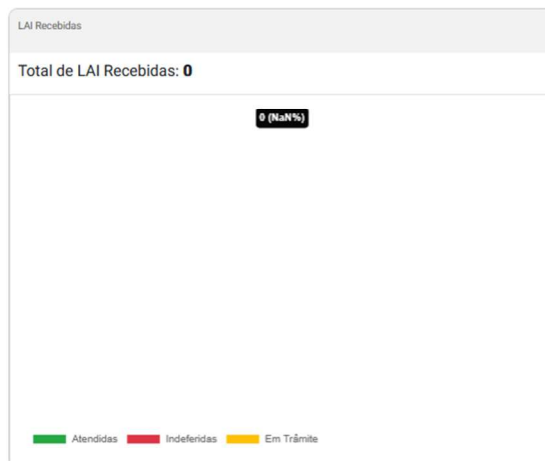 LAI Recebidas
Total de LAI Recebidas: 0
0 (NaN%)
Atendidas Indeferidas Em Trâmite